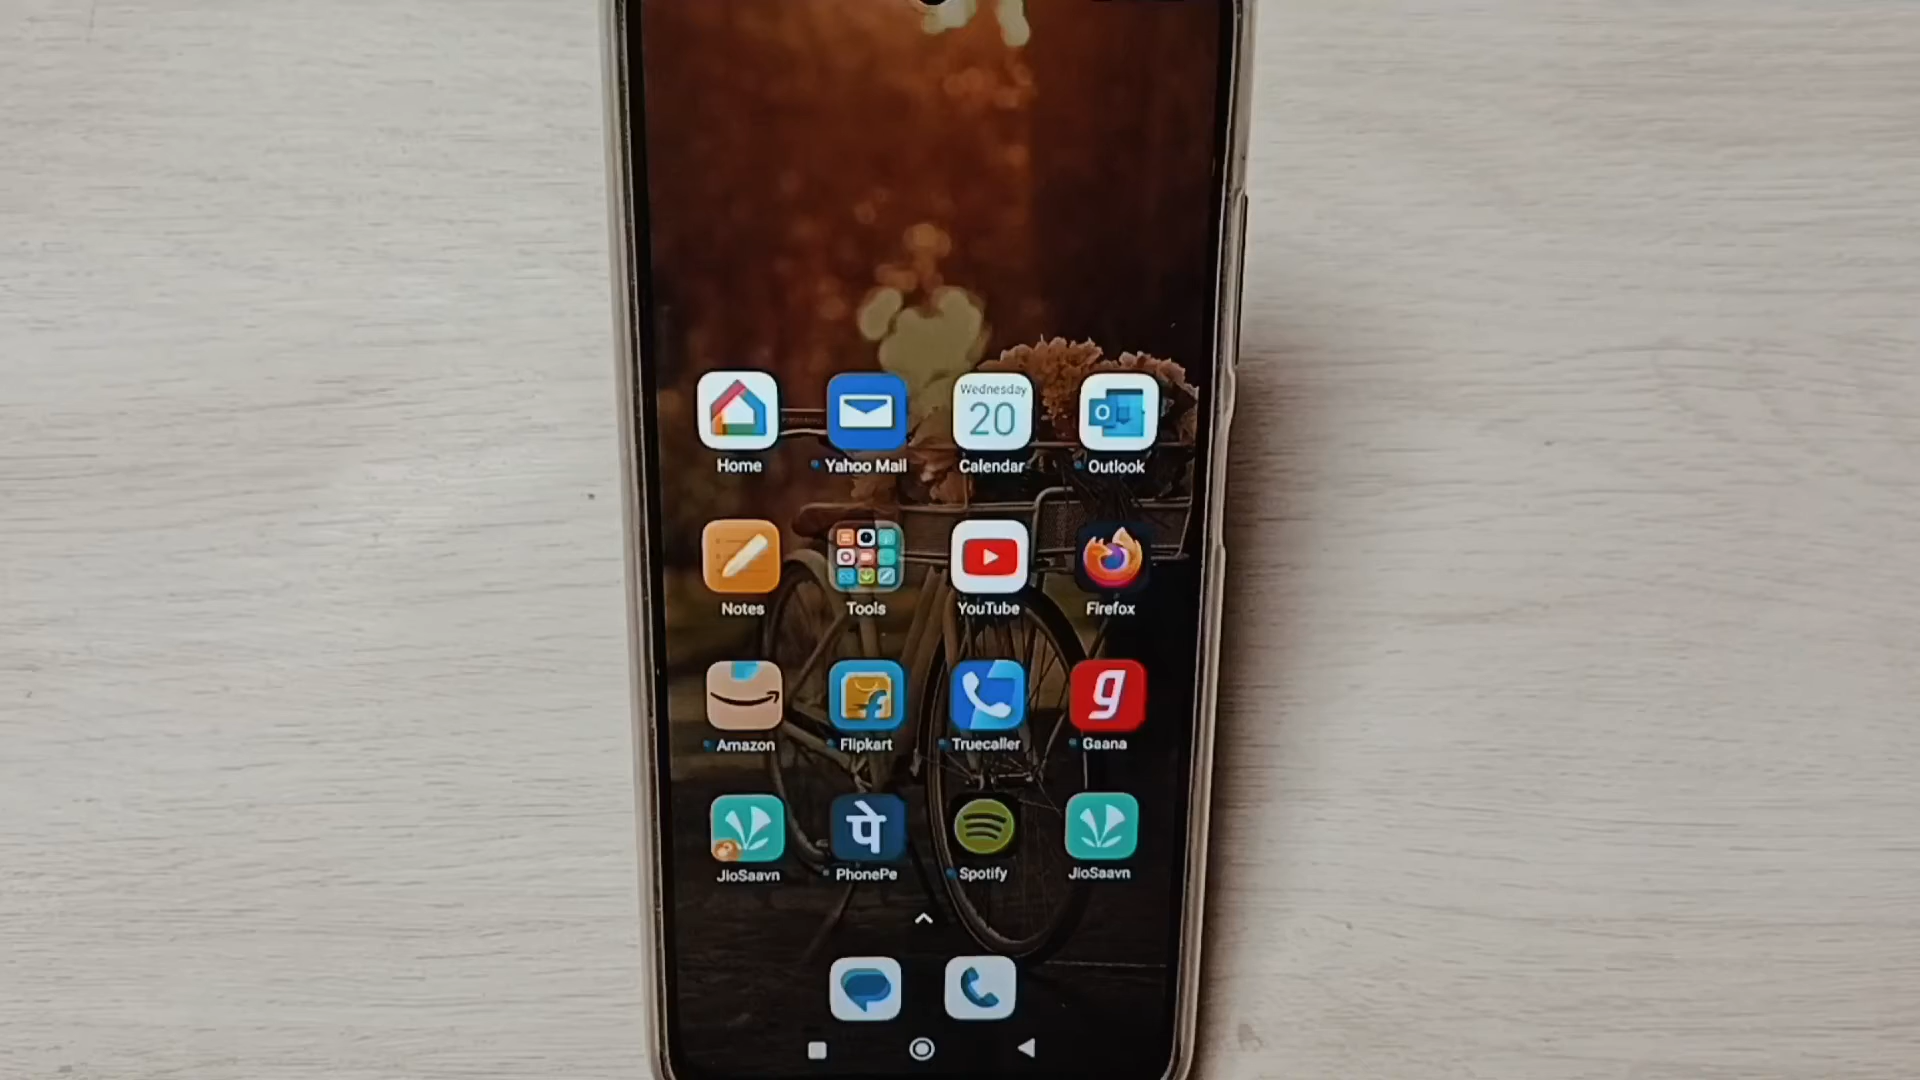 Wednesday
20
Home Yahoo Mail Calendar Outlook
Notes Tools YouTube Firefox
Amazon Flipkart Truecaller Gaana
पे
JioSaavn PhonePe Spotify JioSaavn